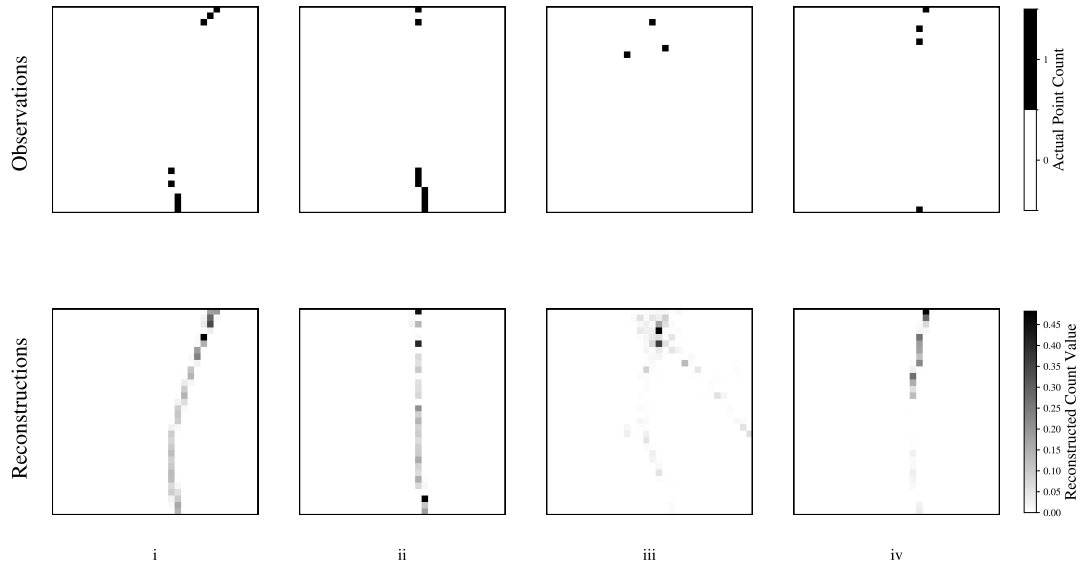 Observations
1
0
Actual Point Count
Reconstructions
0.45
0.40
0.35
0.30
0.25
0.20
0.15
0.10
0.05
0.00
Reconstructed Count Value
i
ii
iii
iv